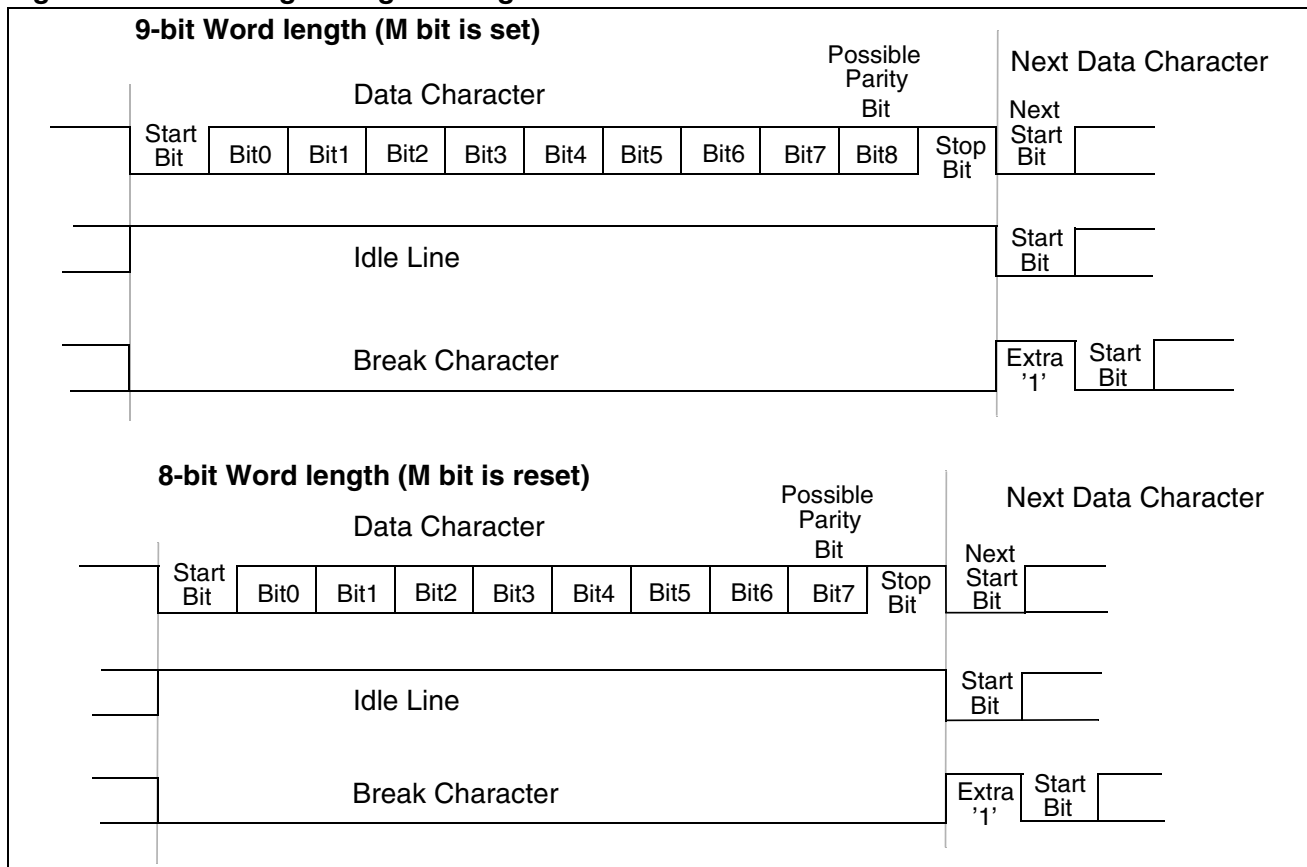 9-bit Word length (M bit is set)
Possible
Parity
Bit
Next Data Character
Data Character
Next
Start
Bit
Start
Bit
Bit0 Bit1 Bit2 Bit3 Bit4 Bit5 Bit6 Bit7 Bit8
Stop
Bit
Idle Line
Start
Bit
Break Character
Extra
'1'
Start
Bit
8-bit Word length (M bit is reset)
Possible
Parity
Bit
Next Data Character
Data Character
Next
Start
Bit
Start
Bit
Bit0 Bit1 Bit2 Bit3 Bit4 Bit5 Bit6 Bit7
Stop
Bit
Idle Line
Start
Bit
Break Character
Extra
'1'
Start
Bit